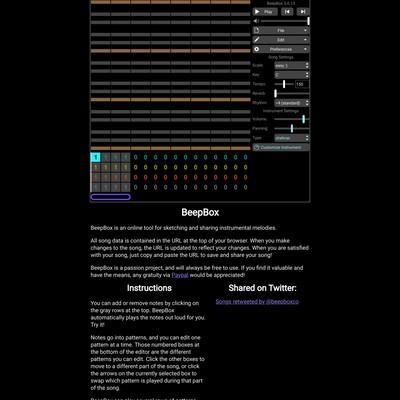 BeepBox 3.0.13
Play
File
Edit
Preferences
Song Settings
Scale:
easy :)
Key:
C
Tempo:
150
Reverb:
Rhythm:
÷4 (standard)
Instrument Settings
Volume:
Panning:
Type:
chip
Customize Instrument
1 1 1 1 0 0 0 0 0 0 0 0 0 0 0 0
1 1 1 1 0 0 0 0 0 0 0 0 0 0 0 0
1 1 1 1 0 0 0 0 0 0 0 0 0 0 0 0
1 1 1 1 0 0 0 0 0 0 0 0 0 0 0 0
BeepBox
BeepBox is an online tool for sketching and sharing instrumental melodies.
All song data is contained in the URL at the top of your browser. When you make
changes to the song, the URL is updated to reflect your changes. When you are satisfied
with your song, just copy and paste the URL to save and share your song!
BeepBox is a passion project, and will always be free to use. If you find it valuable and
have the means, any gratuity via Paypal would be appreciated!
Instructions
You can add or remove notes by clicking
on the gray rows at the top. BeepBox
automatically plays the notes out loud for you.
Try it!
Notes go into patterns, and you can edit one
pattern at a time. Those numbered boxes at
the bottom of the editor are the different
patterns you can edit. Click the other boxes to
move to a different part of the song, or click
the arrows on the currently selected box to
swap which pattern is played during that part
of the song.
Shared on Twitter:
Songs retweeted by @beepboxco